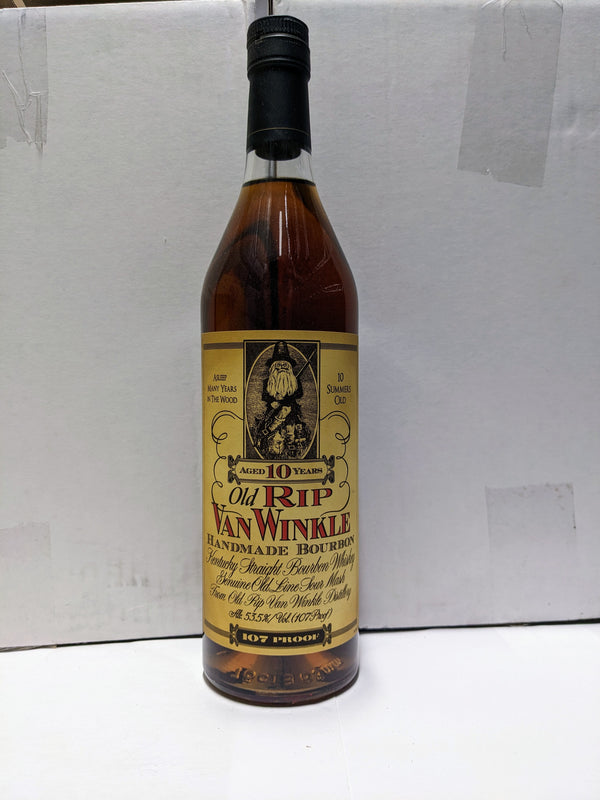 ASLEEP
MANY YEARS
IN THE WOOD
10
SUMMERS
OLD
AGED 10 YEARS
Old RIP
VAN WINKLE
HANDMADE BOURBON
Kentucky Straight Bourbon Whiskey
Genuine Old Line Sour Mash
From Old Rip Van Winkle Distillery
Alc. 53.5% / Vol. (107 Proof)
107 PROOF